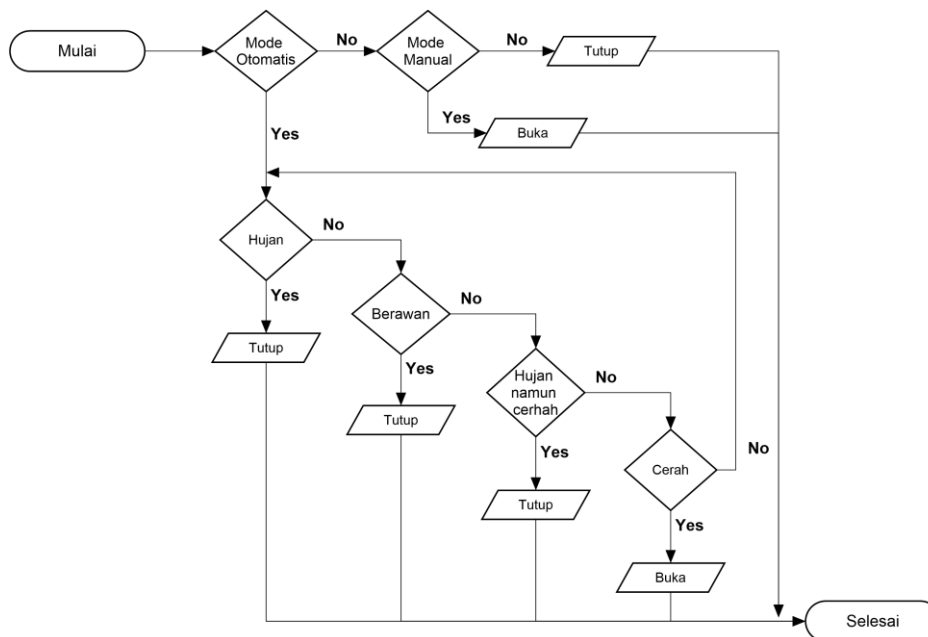 Mulai
Mode
Otomatis
No
Mode
Manual
No
Tutup
Yes
Yes
Buka
Hujan
No
Yes
Berawan
No
Tutup
Yes
Hujan
namun
cerhah
No
Tutup
Yes
Cerah
No
Tutup
Yes
Buka
Selesai